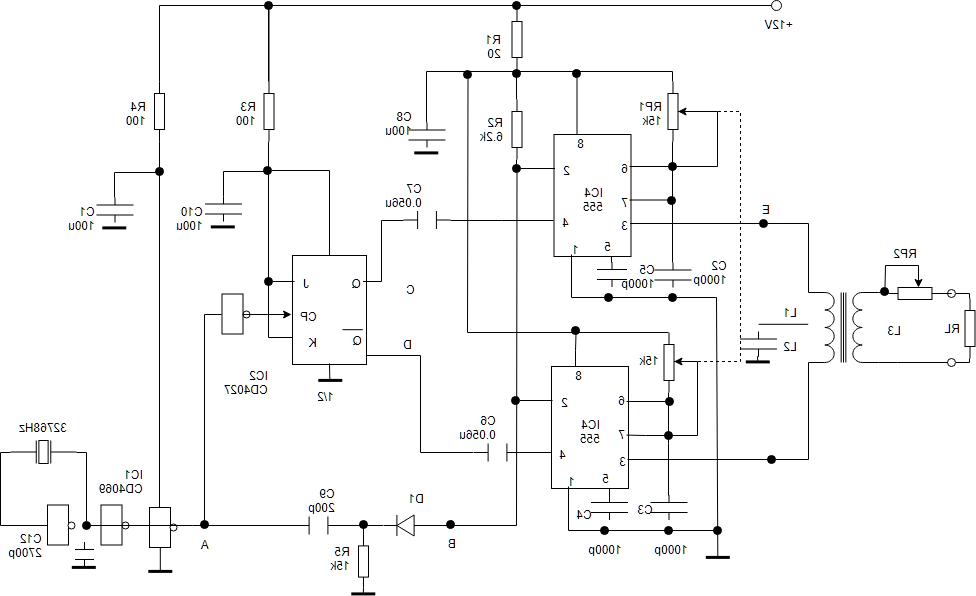 +12V
R1
20
R4
100
R3
100
C8
100u
R2
6.2k
RP1
15k
8
2
6
IC4
555
7
4
3
1
5
C7
0.056u
C1
100u
C10
100u
E
C5
1000p
C2
1000p
RP2
J
Q
CP
K
Q
C
D
L1
L2
L3
RL
IC2
CD4027
1/2
15k
8
2
6
IC4
555
7
4
3
1
5
C6
0.056u
32768Hz
IC1
CD4069
C12
2700p
A
C9
200p
D1
B
R5
15k
C4
1000p
C3
1000p